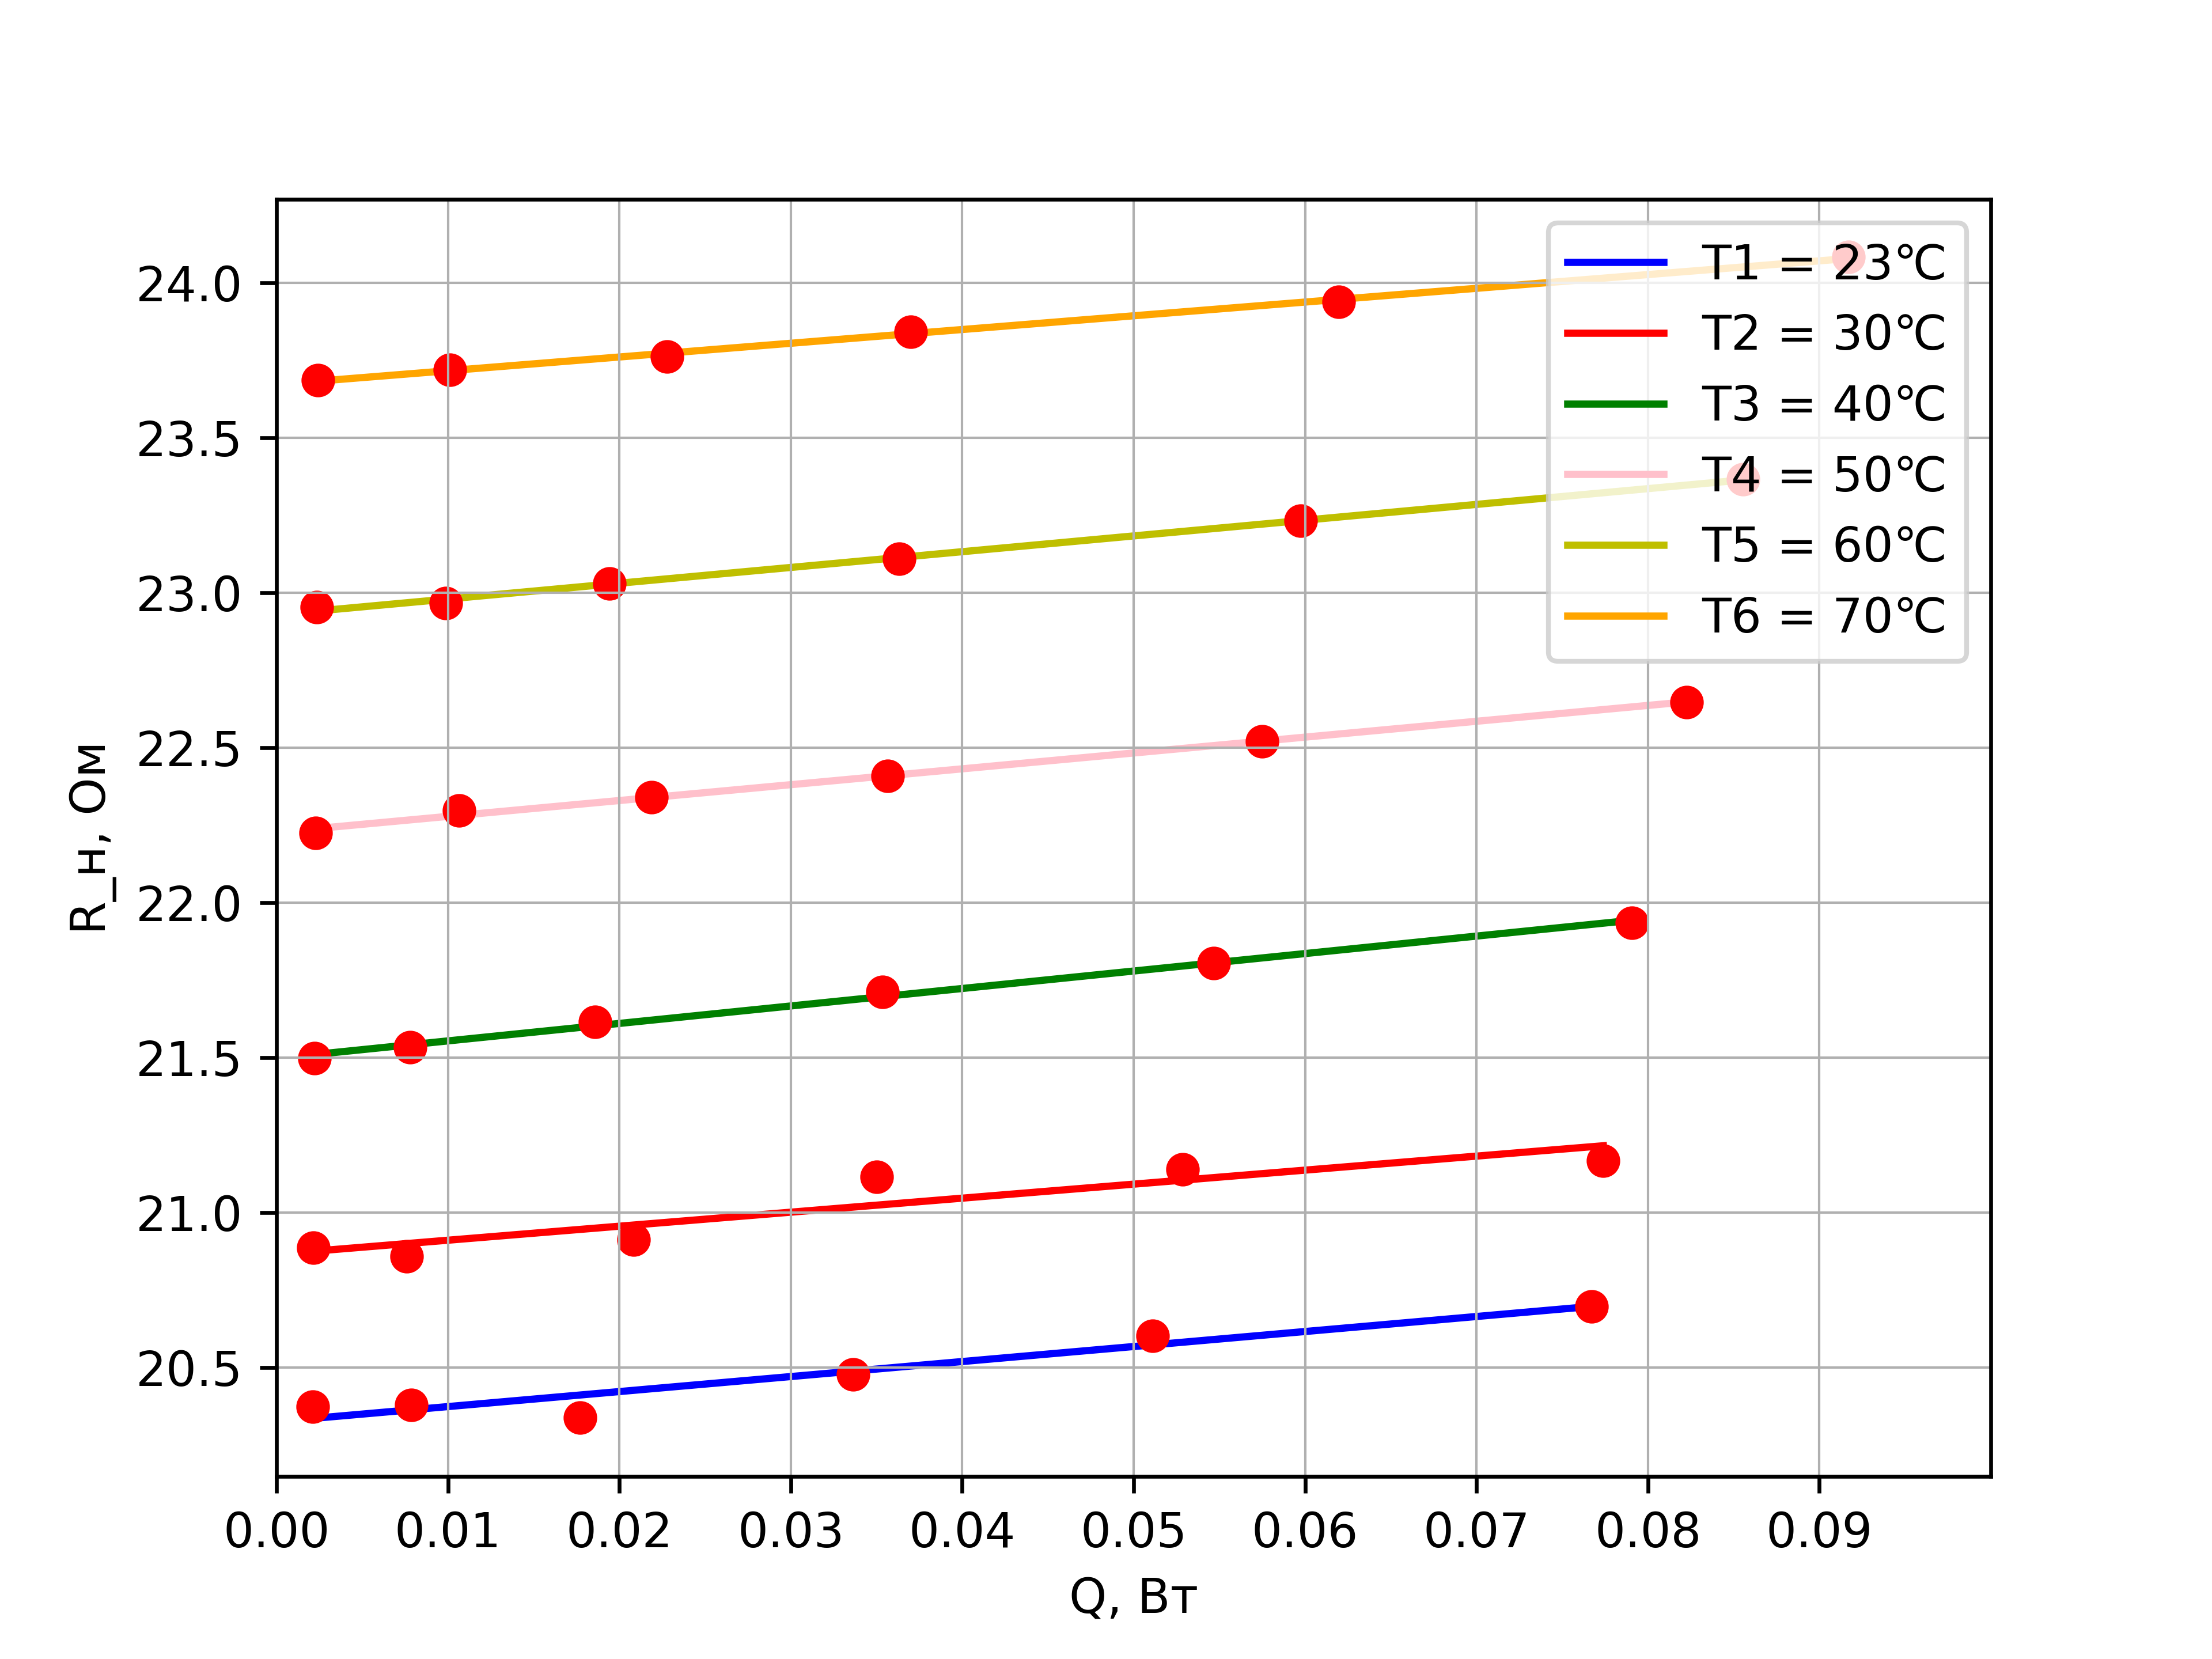 T1 = 23℃
T2 = 30℃
T3 = 40℃
T4 = 50℃
T5 = 60℃
T6 = 70℃
24.0
23.5
23.0
22.5
22.0
21.5
21.0
20.5
R_н, Ом
0.00 0.01 0.02 0.03 0.04 0.05 0.06 0.07 0.08 0.09
Q, Вт